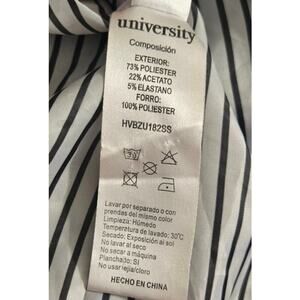 university
Composición
EXTERIOR:
73% POLIESTER
22% ACETATO
5% ELASTANO
FORRO:
100% POLIESTER
HVBZU182SS
Lavar por separado o con
prendas del mismo color
Limpieza: Húmedo
Temperatura de lavado: 30°C
Secado: Exposición al sol
No lavar al seco
No secar a máquina
Planchado: SI
No usar lejia/cloro
HECHO EN CHINA